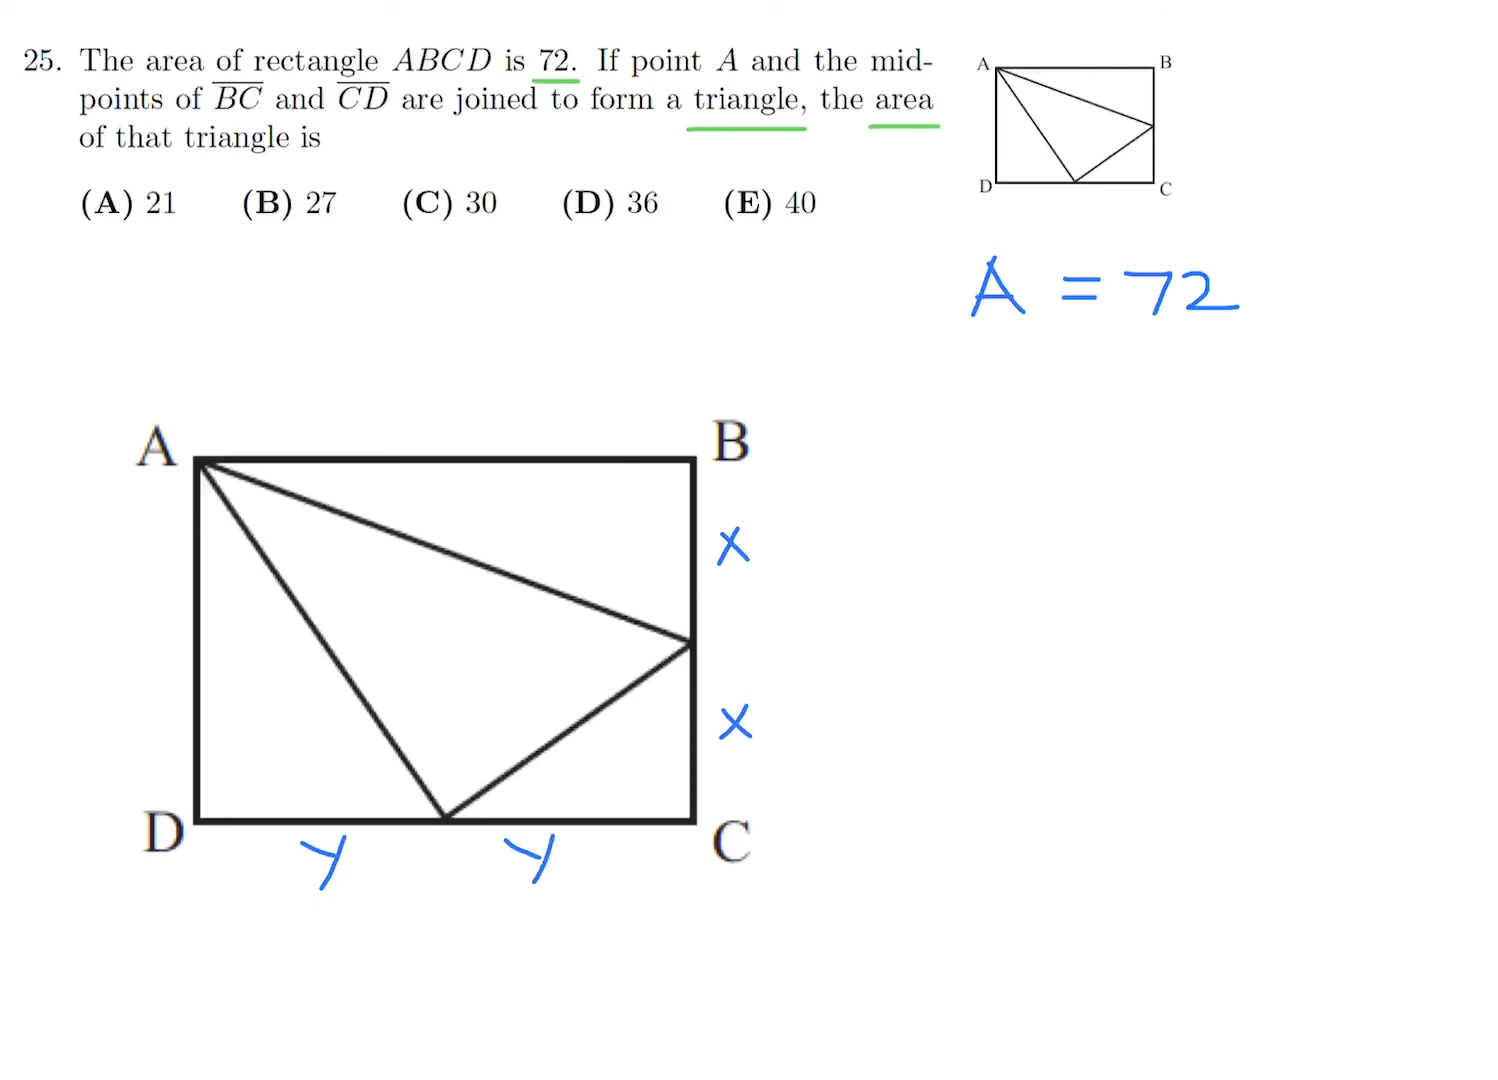 25. The area of rectangle ABCD is 72. If point A and the mid-
points of BC and CD are joined to form a triangle, the area
of that triangle is
(A) 21 (B) 27 (C) 30 (D) 36 (E) 40
A B
D C
A = 72
A B
x
x
D C
y y